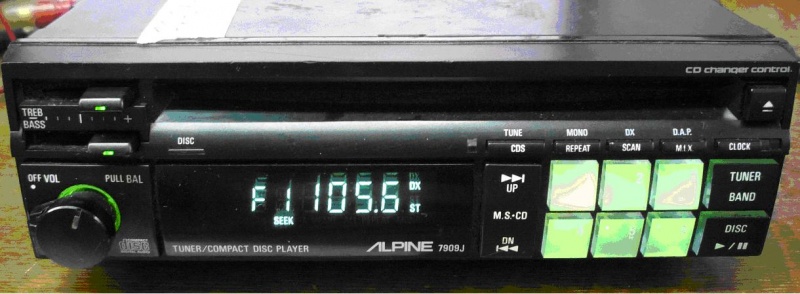 CD changer control.
TREB
BASS
+
DISC
TUNE
CDS
MONO
REPEAT
DX
SCAN
D.A.P.
M!X
CLOCK
OFF VOL
PULL BAL
F1 105.6
DX
ST
SEEK
UP
M.S.-CD
DN
TUNER
BAND
DISC
disc
TUNER/COMPACT DISC PLAYER
ALPINE 7909J